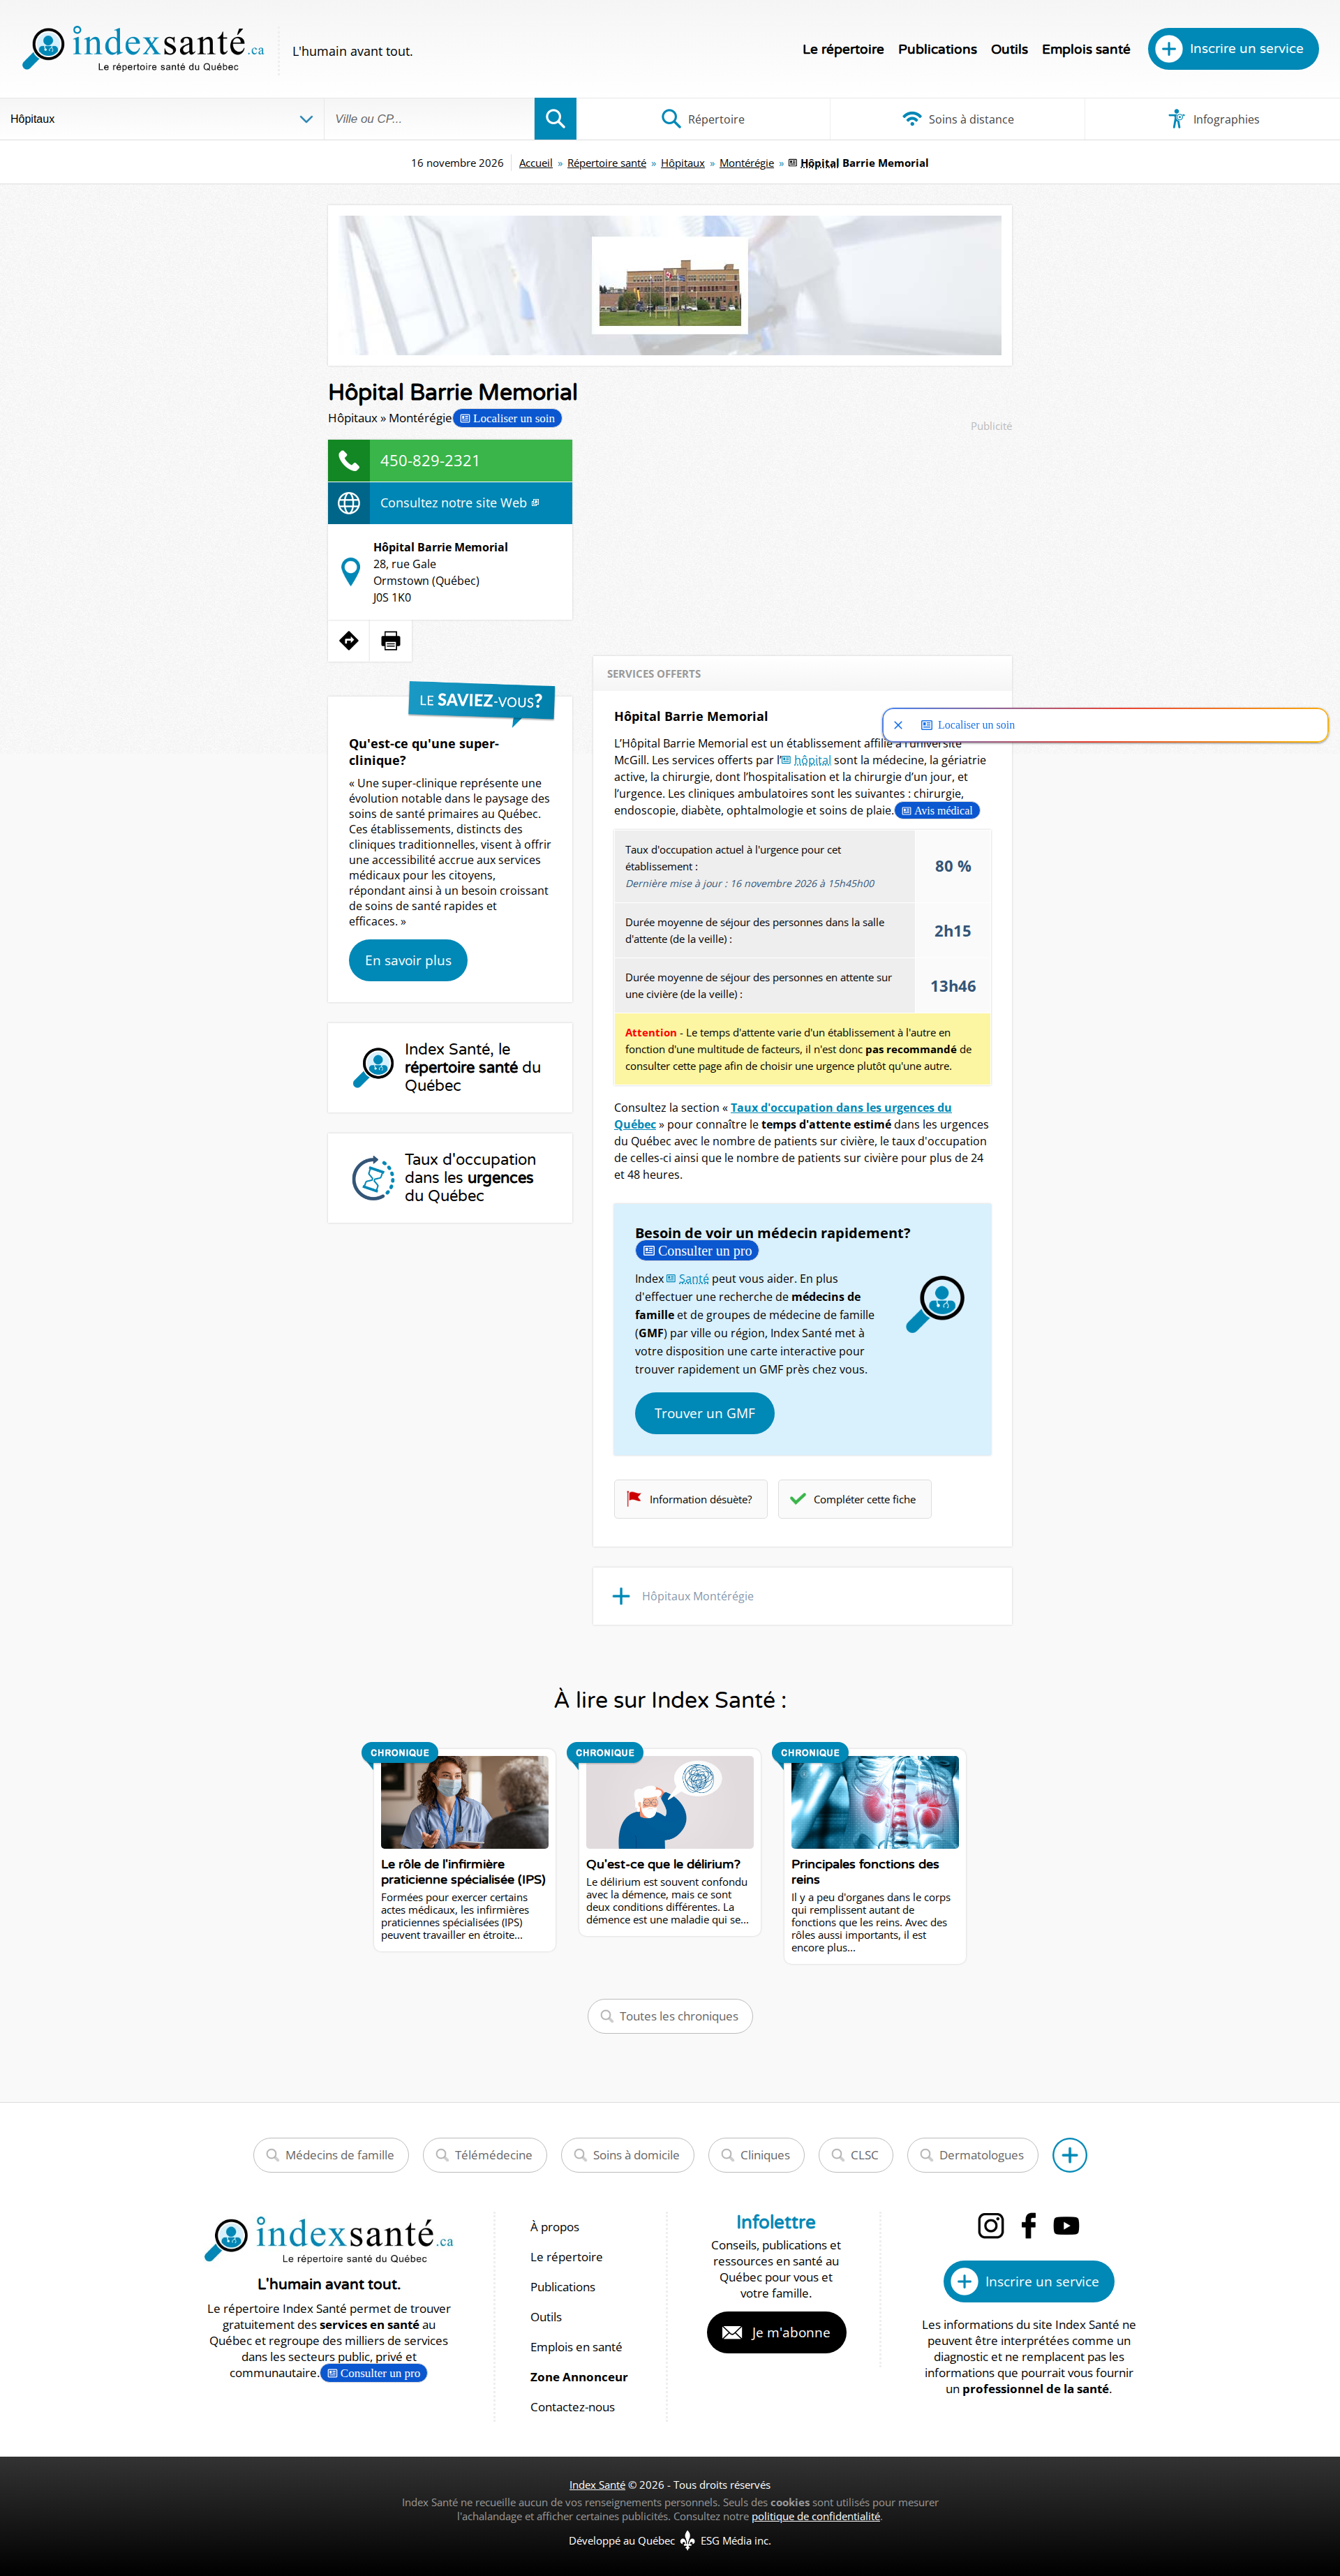 indexsanté.ca
Le répertoire santé du Québec
L'humain avant tout.
Le répertoire
Publications
Outils
Emplois santé
Inscrire un service
Hôpitaux
Ville ou CP...
Répertoire
Soins à distance
Infographies
16 novembre 2026
Accueil » Répertoire santé » Hôpitaux » Montérégie » Hôpital Barrie Memorial
Hôpital Barrie Memorial
Hôpitaux » Montérégie Localiser un soin
Publicité
450-829-2321
Consultez notre site Web
Hôpital Barrie Memorial
28, rue Gale
Ormstown (Québec)
J0S 1K0
LE SAVIEZ-VOUS?
Qu'est-ce qu'une super-
clinique?
« Une super-clinique représente une
évolution notable dans le paysage des
soins de santé primaires au Québec.
Ces établissements, distincts des
cliniques traditionnelles, visent à offrir
une accessibilité accrue aux services
médicaux pour les citoyens,
répondant ainsi à un besoin croissant
de soins de santé rapides et
efficaces. »
En savoir plus
Index Santé, le
répertoire santé du
Québec
Taux d'occupation
dans les urgences
du Québec
SERVICES OFFERTS
Hôpital Barrie Memorial
Localiser un soin
L'Hôpital Barrie Memorial est un établissement affilié à l'université
McGill. Les services offerts par l' hôpital sont la médecine, la gériatrie
active, la chirurgie, dont l'hospitalisation et la chirurgie d'un jour, et
l'urgence. Les cliniques ambulatoires sont les suivantes : chirurgie,
endoscopie, diabète, ophtalmologie et soins de plaie. Avis médical
Taux d'occupation actuel à l'urgence pour cet
établissement :
Dernière mise à jour : 16 novembre 2026 à 15h45h00
80 %
Durée moyenne de séjour des personnes dans la salle
d'attente (de la veille) :
2h15
Durée moyenne de séjour des personnes en attente sur
une civière (de la veille) :
13h46
Attention - Le temps d'attente varie d'un établissement à l'autre en
fonction d'une multitude de facteurs, il n'est donc pas recommandé de
consulter cette page afin de choisir une urgence plutôt qu'une autre.
Consultez la section « Taux d'occupation dans les urgences du
Québec » pour connaître le temps d'attente estimé dans les urgences
du Québec avec le nombre de patients sur civière, le taux d'occupation
de celles-ci ainsi que le nombre de patients sur civière pour plus de 24
et 48 heures.
Besoin de voir un médecin rapidement?
Consulter un pro
Index Santé peut vous aider. En plus
d'effectuer une recherche de médecins de
famille et de groupes de médecine de famille
(GMF) par ville ou région, Index Santé met à
votre disposition une carte interactive pour
trouver rapidement un GMF près chez vous.
Trouver un GMF
Information désuète?
Compléter cette fiche
Hôpitaux Montérégie
À lire sur Index Santé :
CHRONIQUE
Le rôle de l'infirmière
praticienne spécialisée (IPS)
Formées pour exercer certains
actes médicaux, les infirmières
praticiennes spécialisées (IPS)
peuvent travailler en étroite...
CHRONIQUE
Qu'est-ce que le délirium?
Le délirium est souvent confondu
avec la démence, mais ce sont
deux conditions différentes. La
démence est une maladie qui se...
CHRONIQUE
Principales fonctions des
reins
Il y a peu d'organes dans le corps
qui remplissent autant de
fonctions que les reins. Avec des
rôles aussi importants, il est
encore plus...
Toutes les chroniques
Médecins de famille
Télémédecine
Soins à domicile
Cliniques
CLSC
Dermatologues
indexsanté.ca
Le répertoire santé du Québec
L'humain avant tout.
Le répertoire Index Santé permet de trouver
gratuitement des services en santé au
Québec et regroupe des milliers de services
dans les secteurs public, privé et
communautaire. Consulter un pro
À propos
Le répertoire
Publications
Outils
Emplois en santé
Zone Annonceur
Contactez-nous
Infolettre
Conseils, publications et
ressources en santé au
Québec pour vous et
votre famille.
Je m'abonne
Inscrire un service
Les informations du site Index Santé ne
peuvent être interprétées comme un
diagnostic et ne remplacent pas les
informations que pourrait vous fournir
un professionnel de la santé.
Index Santé © 2026 - Tous droits réservés
Index Santé ne recueille aucun de vos renseignements personnels. Seuls des cookies sont utilisés pour mesurer
l'achalandage et afficher certaines publicités. Consultez notre politique de confidentialité.
Développé au Québec ESG Média inc.